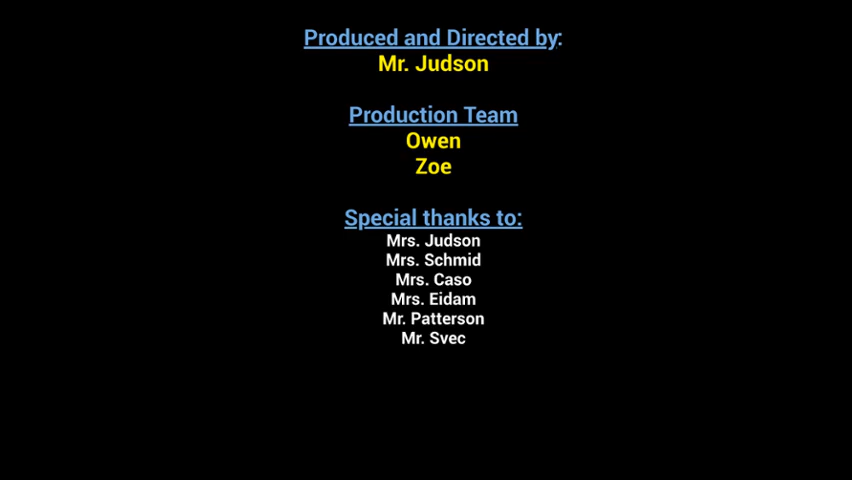 Produced and Directed by:
Mr. Judson
Production Team
Owen
Zoe
Special thanks to:
Mrs. Judson
Mrs. Schmid
Mrs. Caso
Mrs. Eidam
Mr. Patterson
Mr. Svec